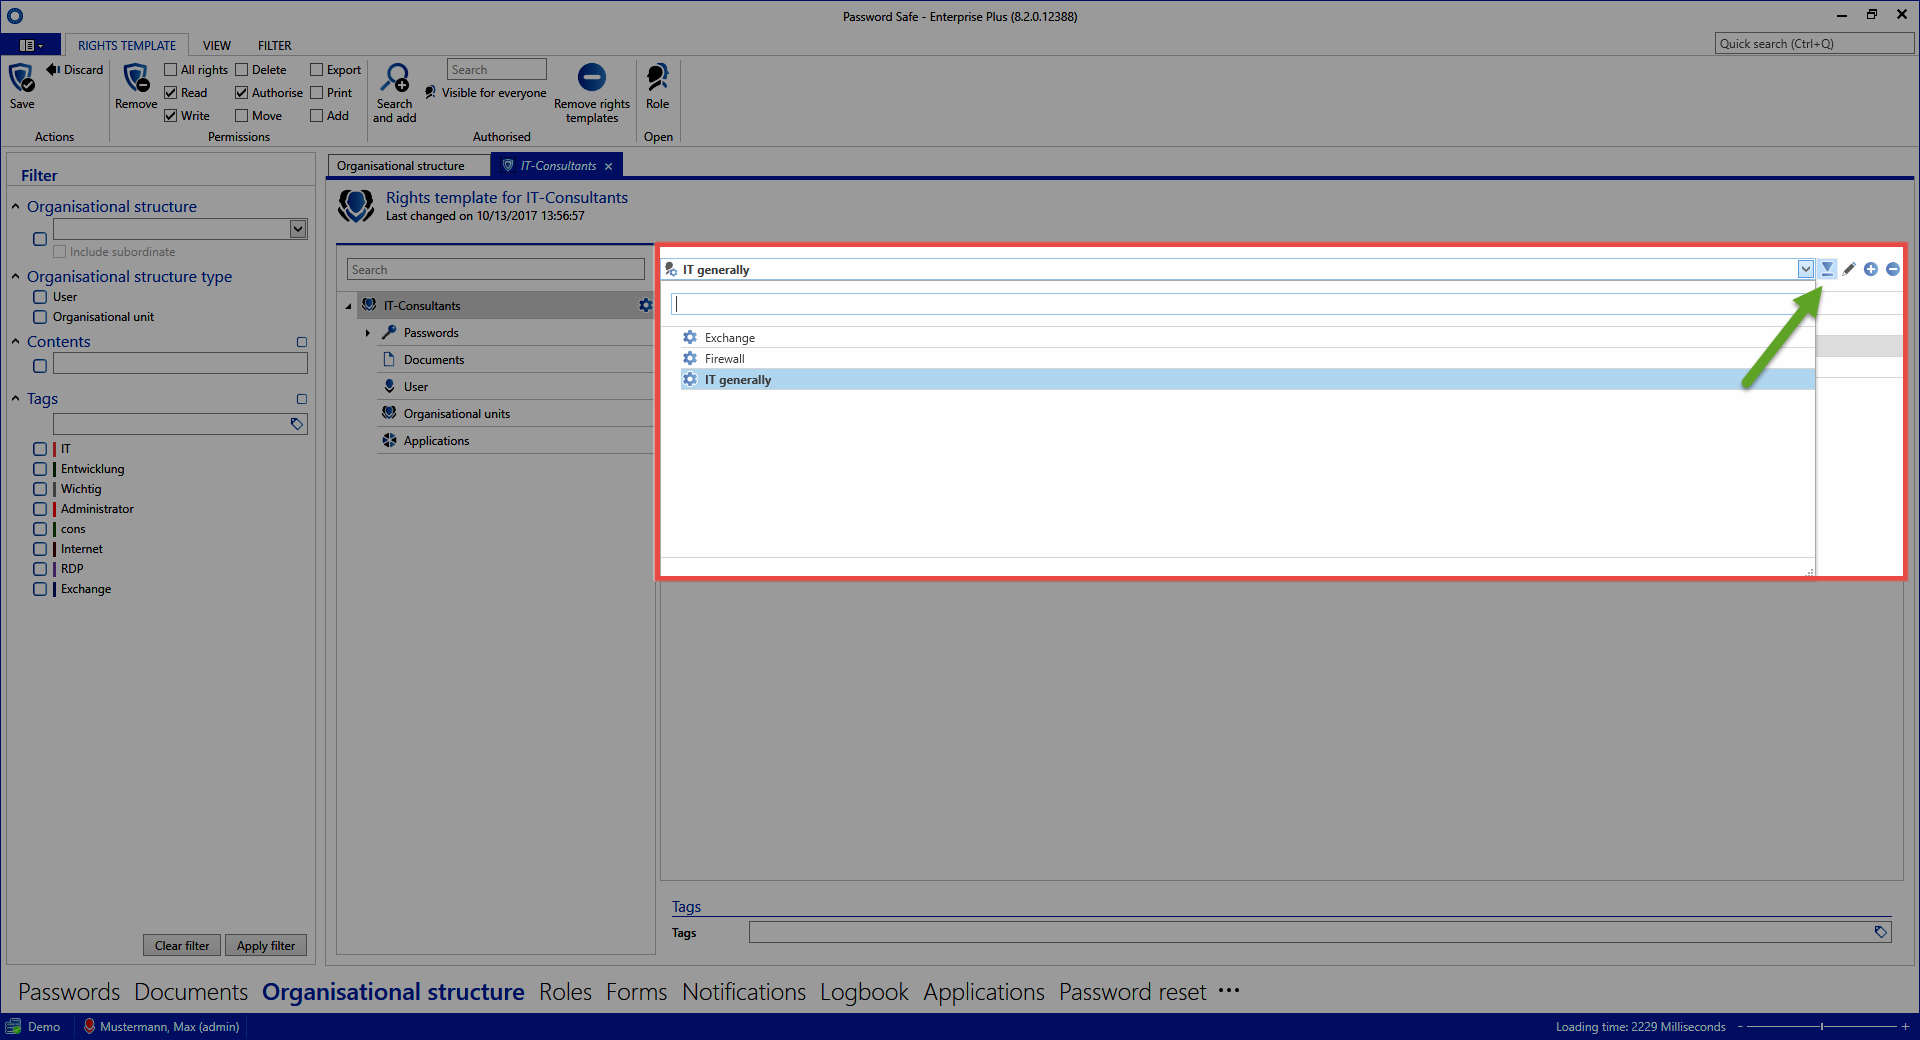 Password Safe - Enterprise Plus (8.2.0.12388)
RIGHTS TEMPLATE VIEW FILTER
Quick search (Ctrl+Q)
Save
Discard
Actions
Remove
All rights Delete Export
Read Authorise Print
Write Move Add
Permissions
Search and add
Search
Visible for everyone
Remove rights templates
Authorised
Role
Open
Filter
Organisational structure
Include subordinate
Organisational structure type
User
Organisational unit
Contents
Tags
IT
Entwicklung
Wichtig
Administrator
cons
Internet
RDP
Exchange
Clear filter Apply filter
Organisational structure IT-Consultants
Rights template for IT-Consultants
Last changed on 10/13/2017 13:56:57
Search
IT-Consultants
Passwords
Documents
User
Organisational units
Applications
IT generally
Exchange
Firewall
IT generally
Tags
Tags
Passwords Documents Organisational structure Roles Forms Notifications Logbook Applications Password reset •••
Demo Mustermann, Max (admin)
Loading time: 2229 Milliseconds - +